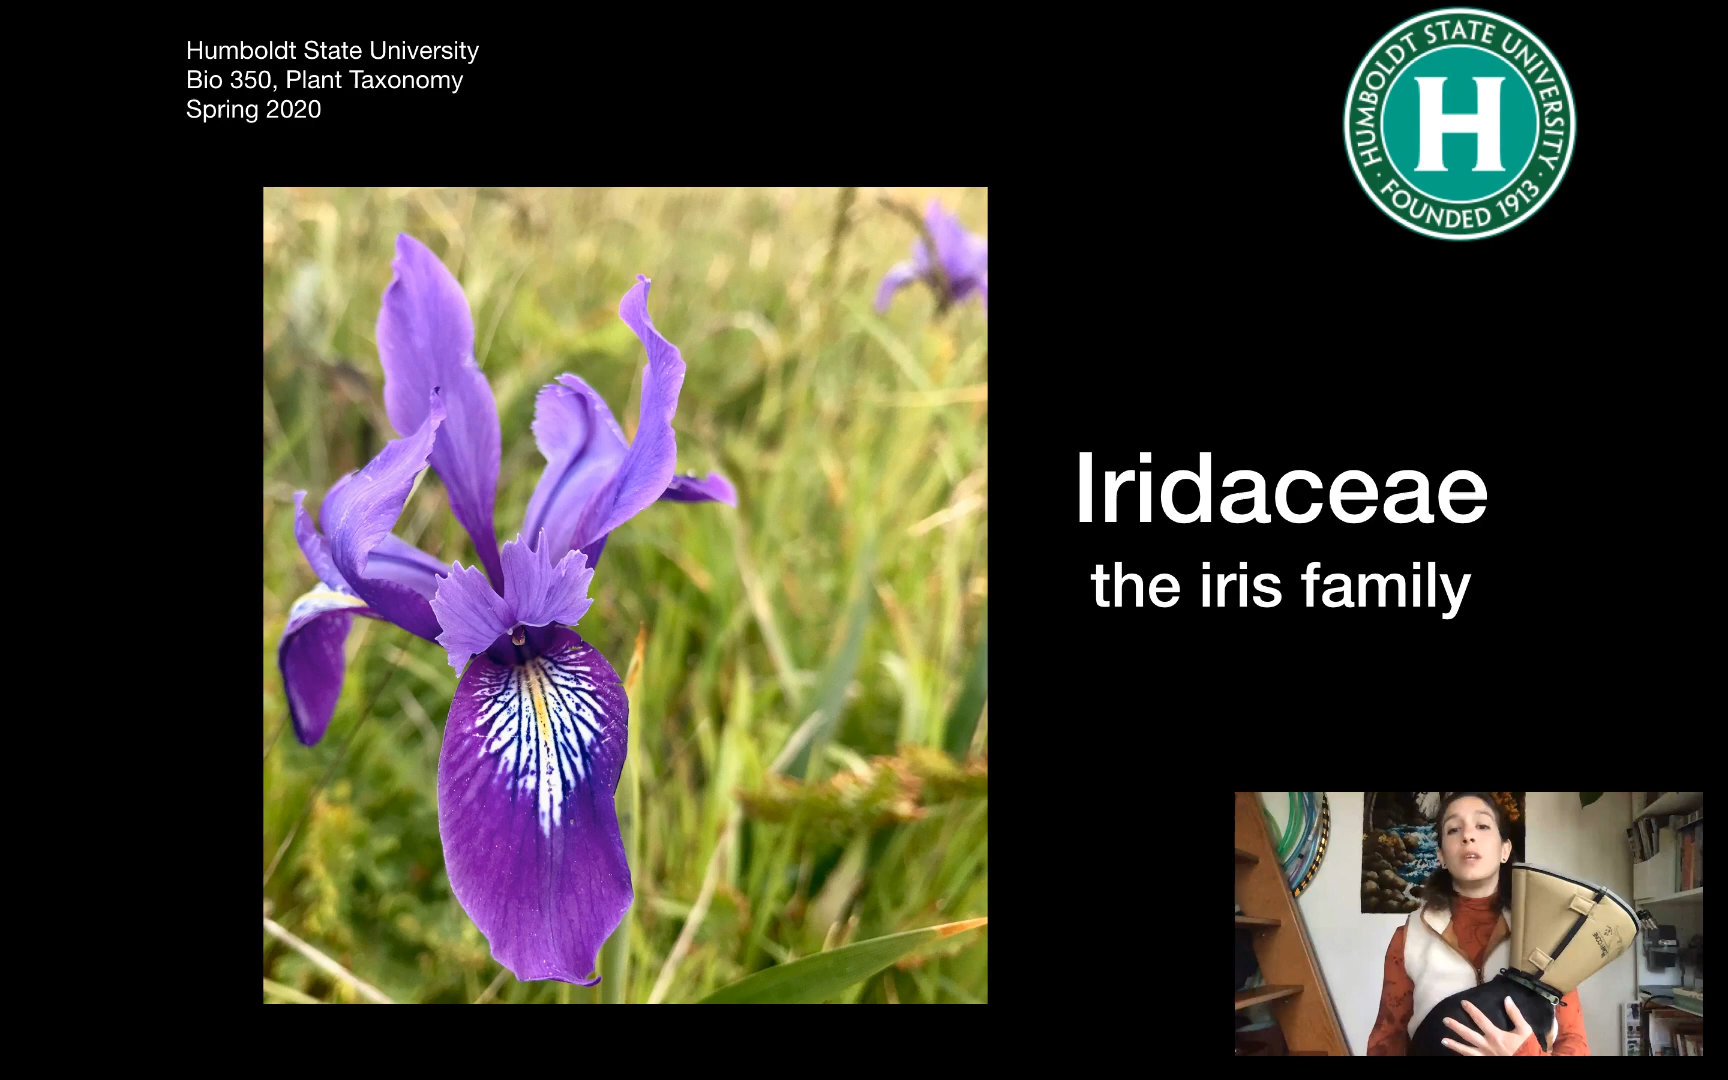 Humboldt State University
Bio 350, Plant Taxonomy
Spring 2020
HUMBOLDT STATE UNIVERSITY
· FOUNDED 1913 ·
H
Iridaceae
the iris family